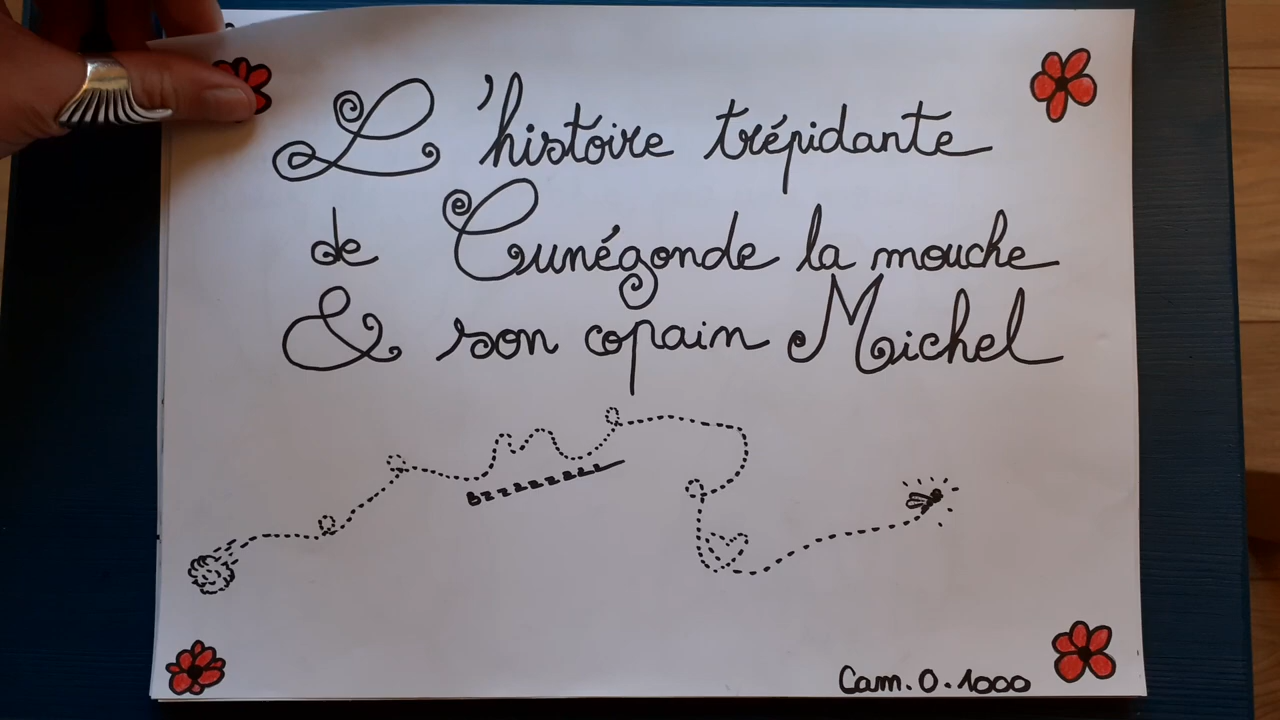 L'histoire trépidante
de Cunégonde la mouche
& son copain Michel
Bzzzzzzzz
Cam.O.1000